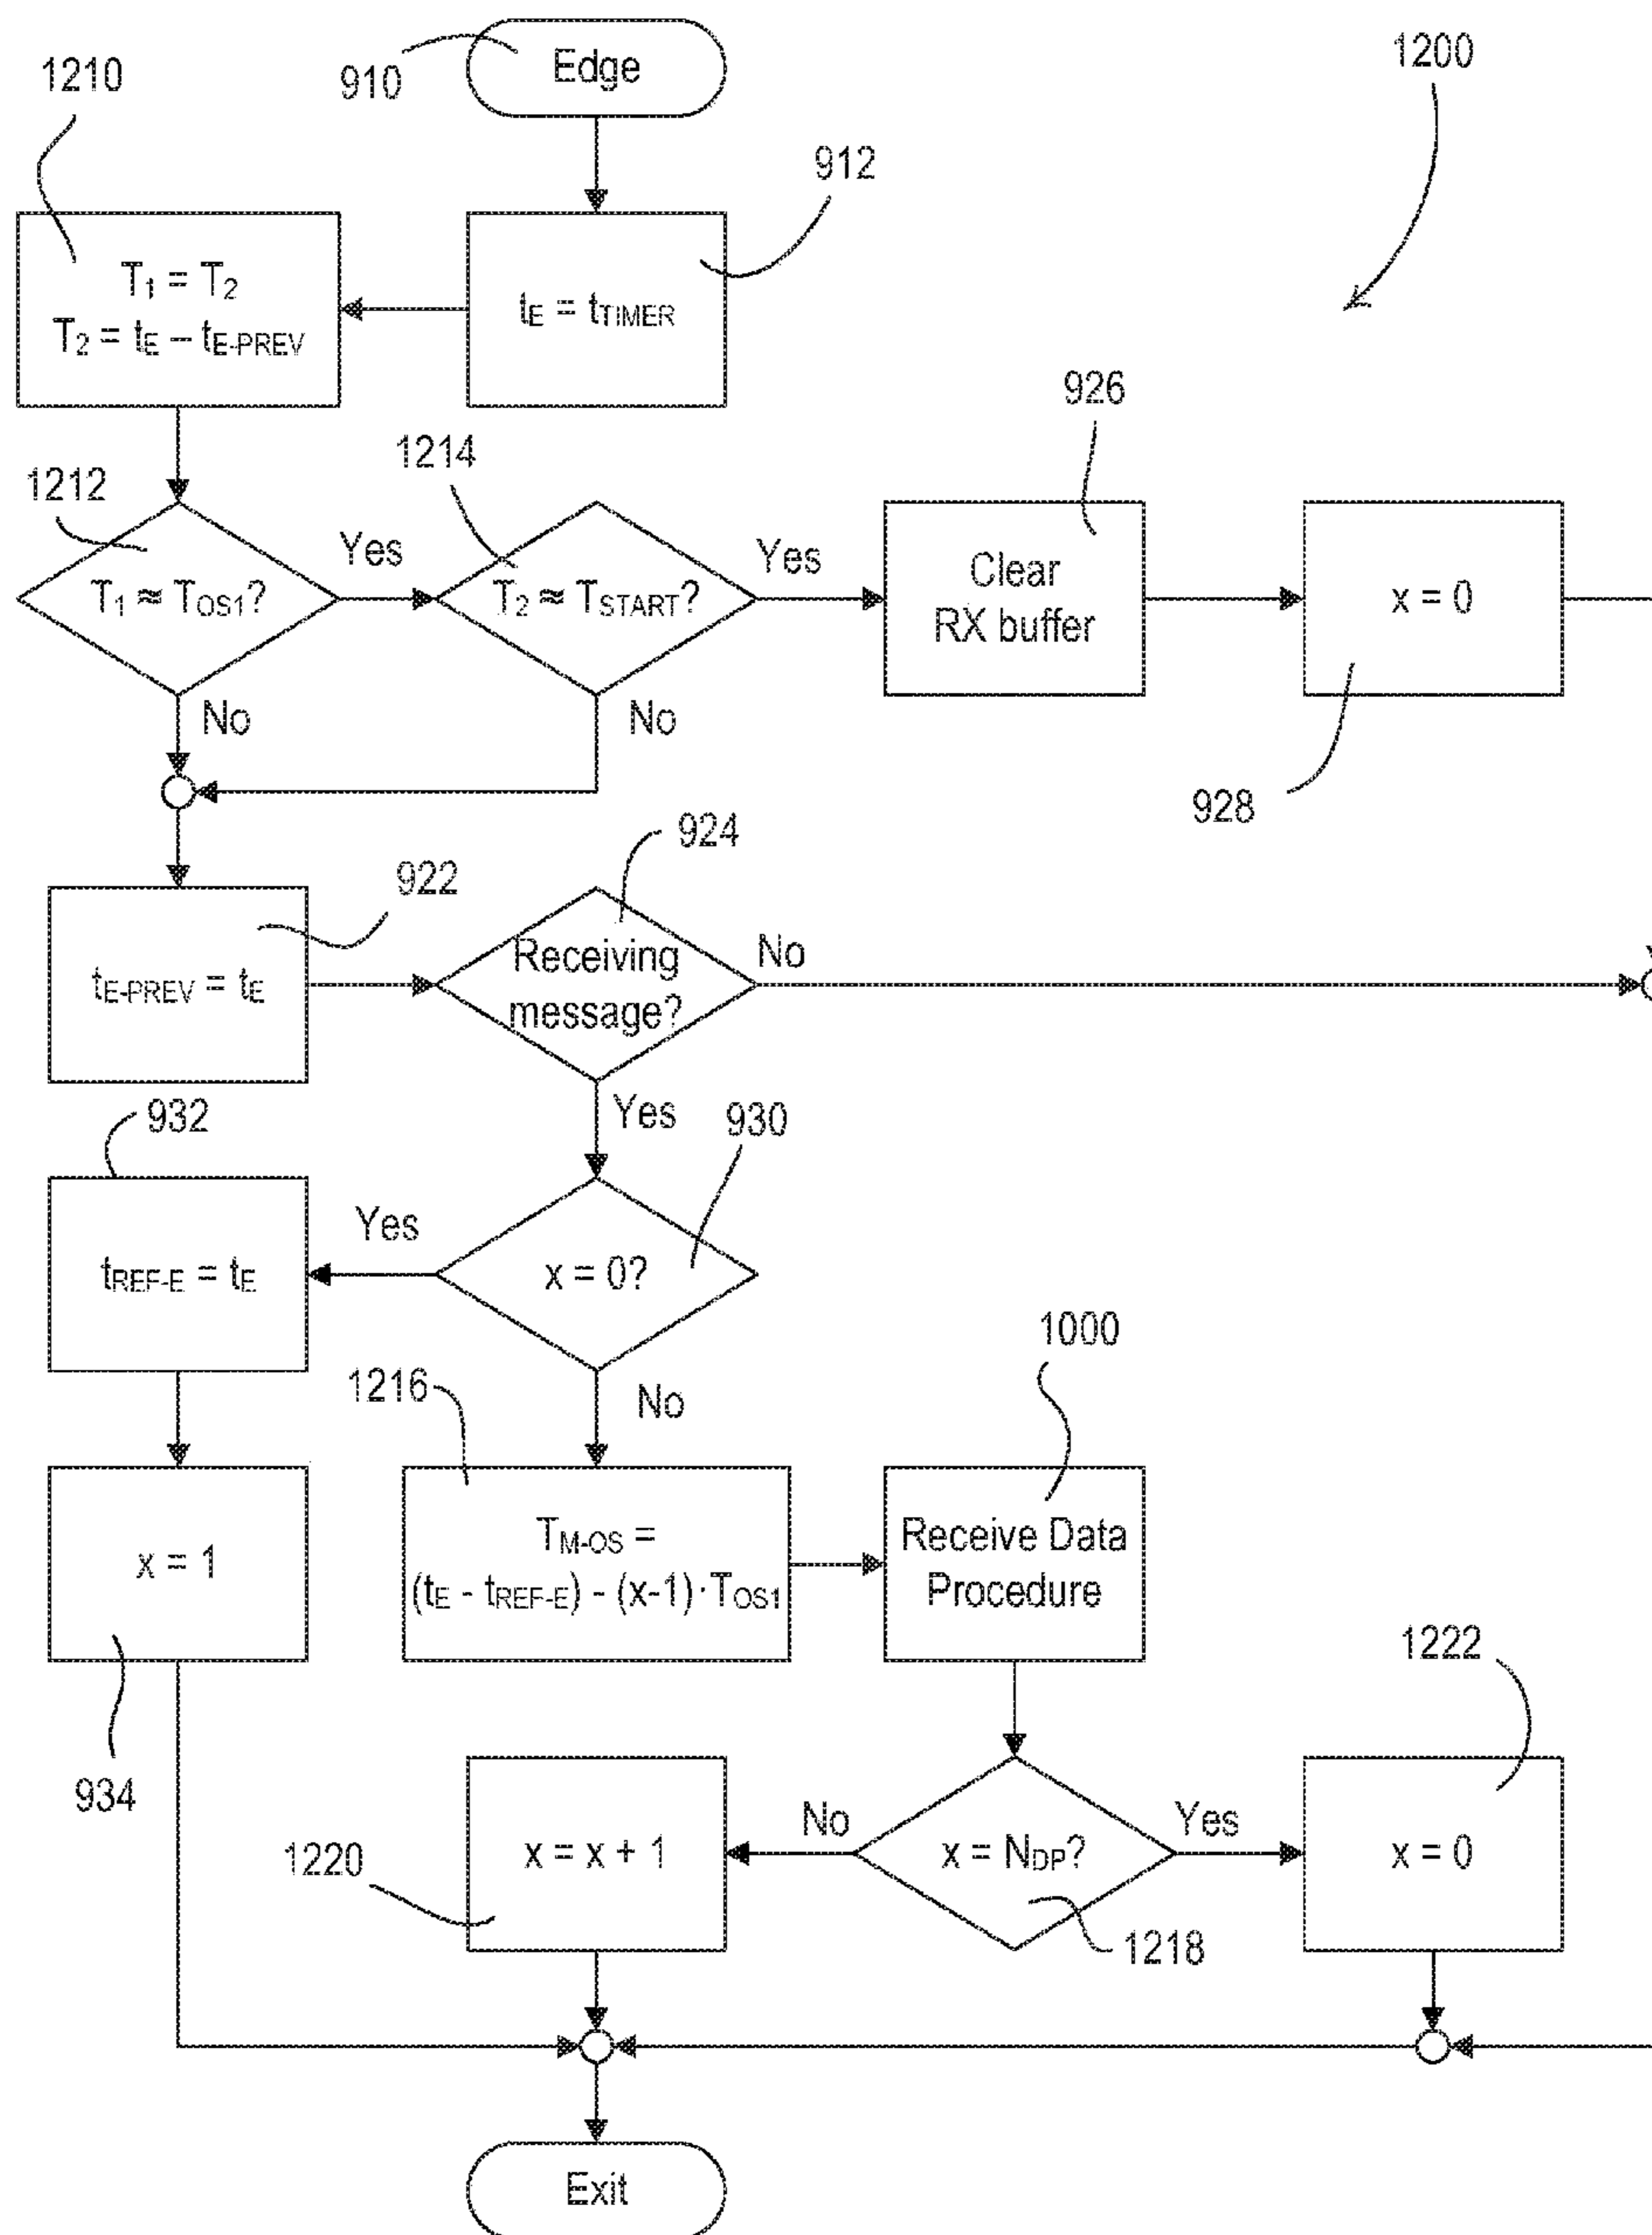 Edge
910
1200
1210
912
T1 = T2
T2 = tE – tE-PREV
tE = tTIMER
926
1214
1212
Yes
Yes
T1 ≈ TOS1?
T2 ≈ TSTART?
Clear
RX buffer
x = 0
No
No
928
924
922
tE-PREV = tE
Receiving
message?
No
932
Yes
930
tREF-E = tE
Yes
x = 0?
1000
1216
No
x = 1
TM-OS =
(tE - tREF-E) - (x-1)·TOS1
Receive Data
Procedure
1222
934
No
Yes
1220
x = x + 1
x = NDP?
x = 0
1218
Exit